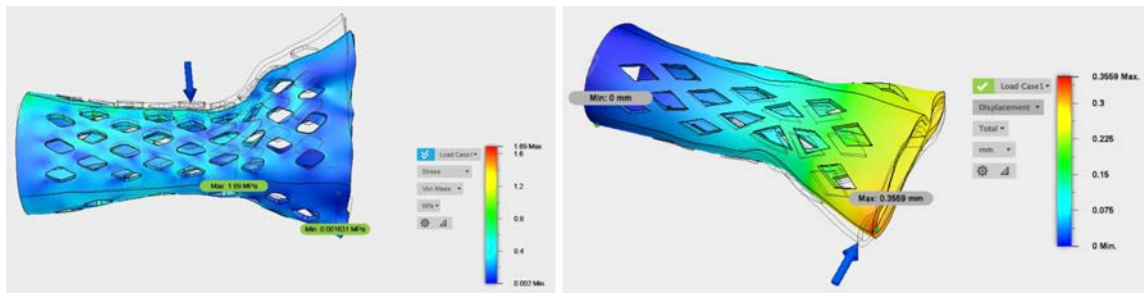 Load Case1
Stress
Von Mises
MPa
1.69 Max
1.6
1.2
0.8
0.4
0.002 Min.
Max: 1.69 MPa
Min: 0.001631 MPa
Min: 0 mm
Max: 0.3559 mm
Load Case1
Displacement
Total
mm
0.3559 Max.
0.3
0.225
0.15
0.075
0 Min.